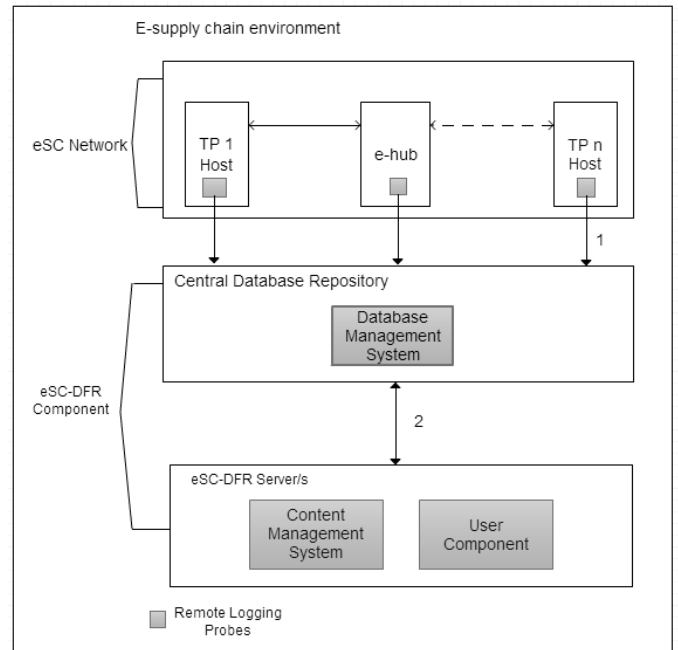 E-supply chain environment
eSC Network
TP 1
Host
e-hub
TP n
Host
1
Central Database Repository
Database
Management
System
eSC-DFR
Component
2
eSC-DFR Server/s
Content
Management
System
User
Component
Remote Logging
Probes